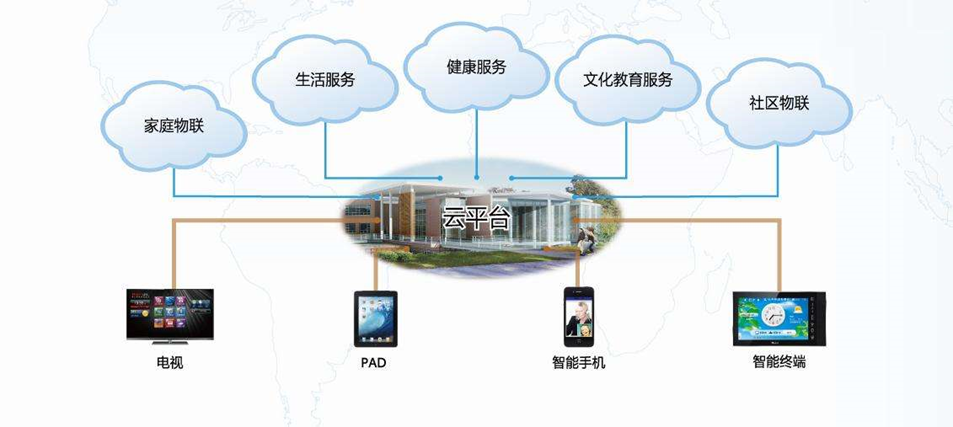 健康服务
生活服务
文化教育服务
社区物联
家庭物联
云平台
电视
PAD
智能手机
智能终端